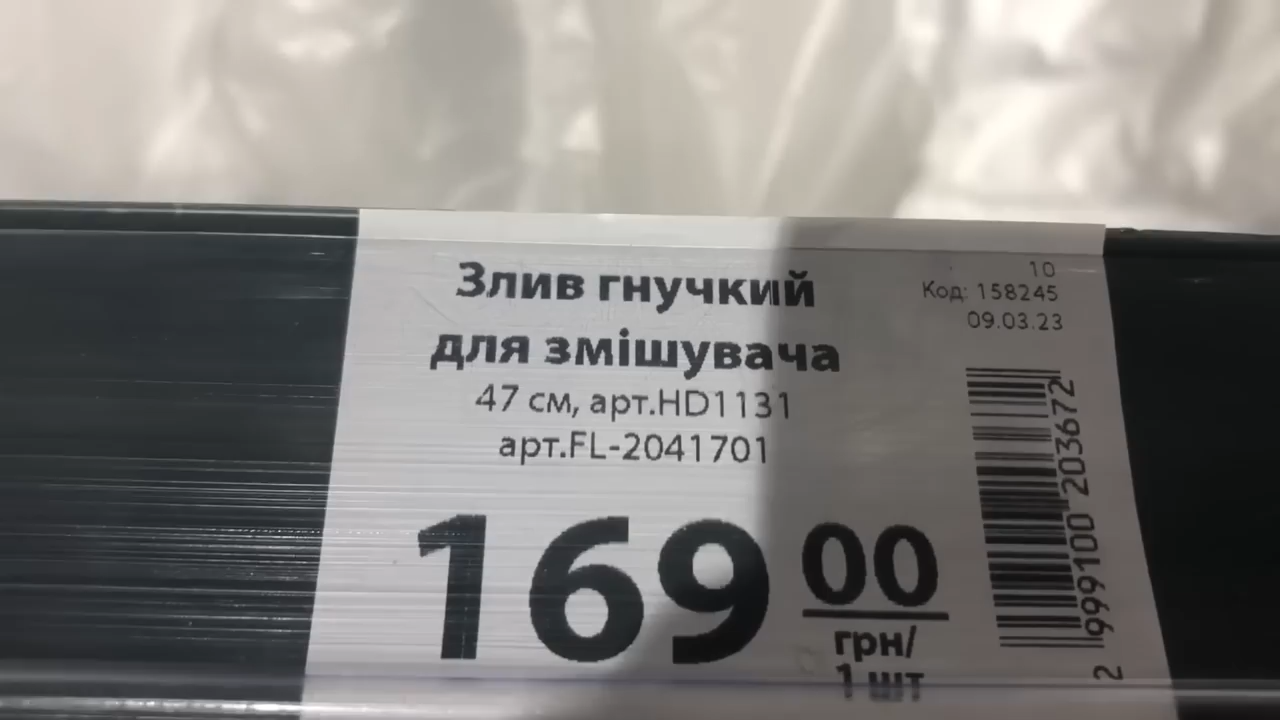 Злив гнучкий
для змішувача
47 см, арт.HD1131
арт.FL-2041701
169 00
грн/
1 шт
10
Код: 158245
09.03.23
2 999100 203672